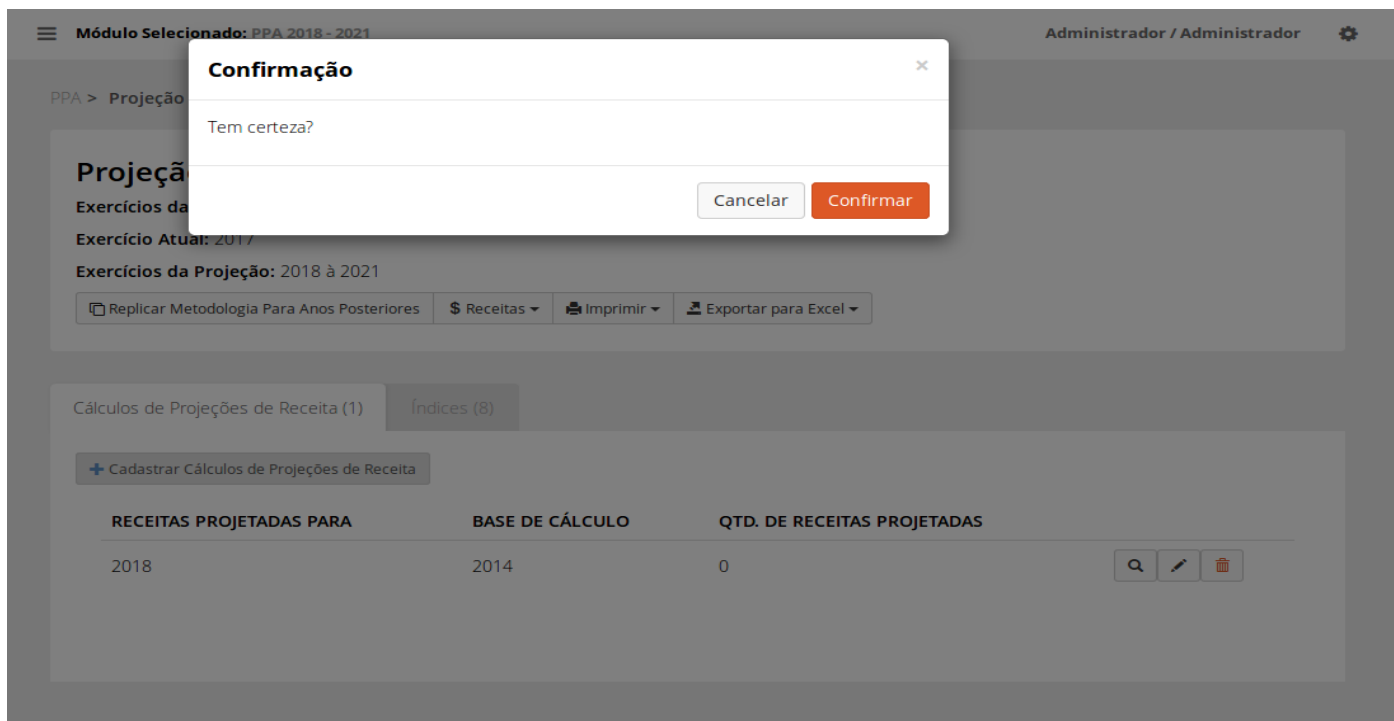 Módulo Selecionado: PPA 2018 - 2021
Administrador / Administrador
Confirmação
×
PPA > Projeção
Tem certeza?
Projeçã
Cancelar
Confirmar
Exercícios da
Exercício Atual: 2017
Exercícios da Projeção: 2018 à 2021
Replicar Metodologia Para Anos Posteriores
$ Receitas
Imprimir
Exportar para Excel
Cálculos de Projeções de Receita (1)
Índices (8)
+ Cadastrar Cálculos de Projeções de Receita
RECEITAS PROJETADAS PARA
BASE DE CÁLCULO
QTD. DE RECEITAS PROJETADAS
2018
2014
0